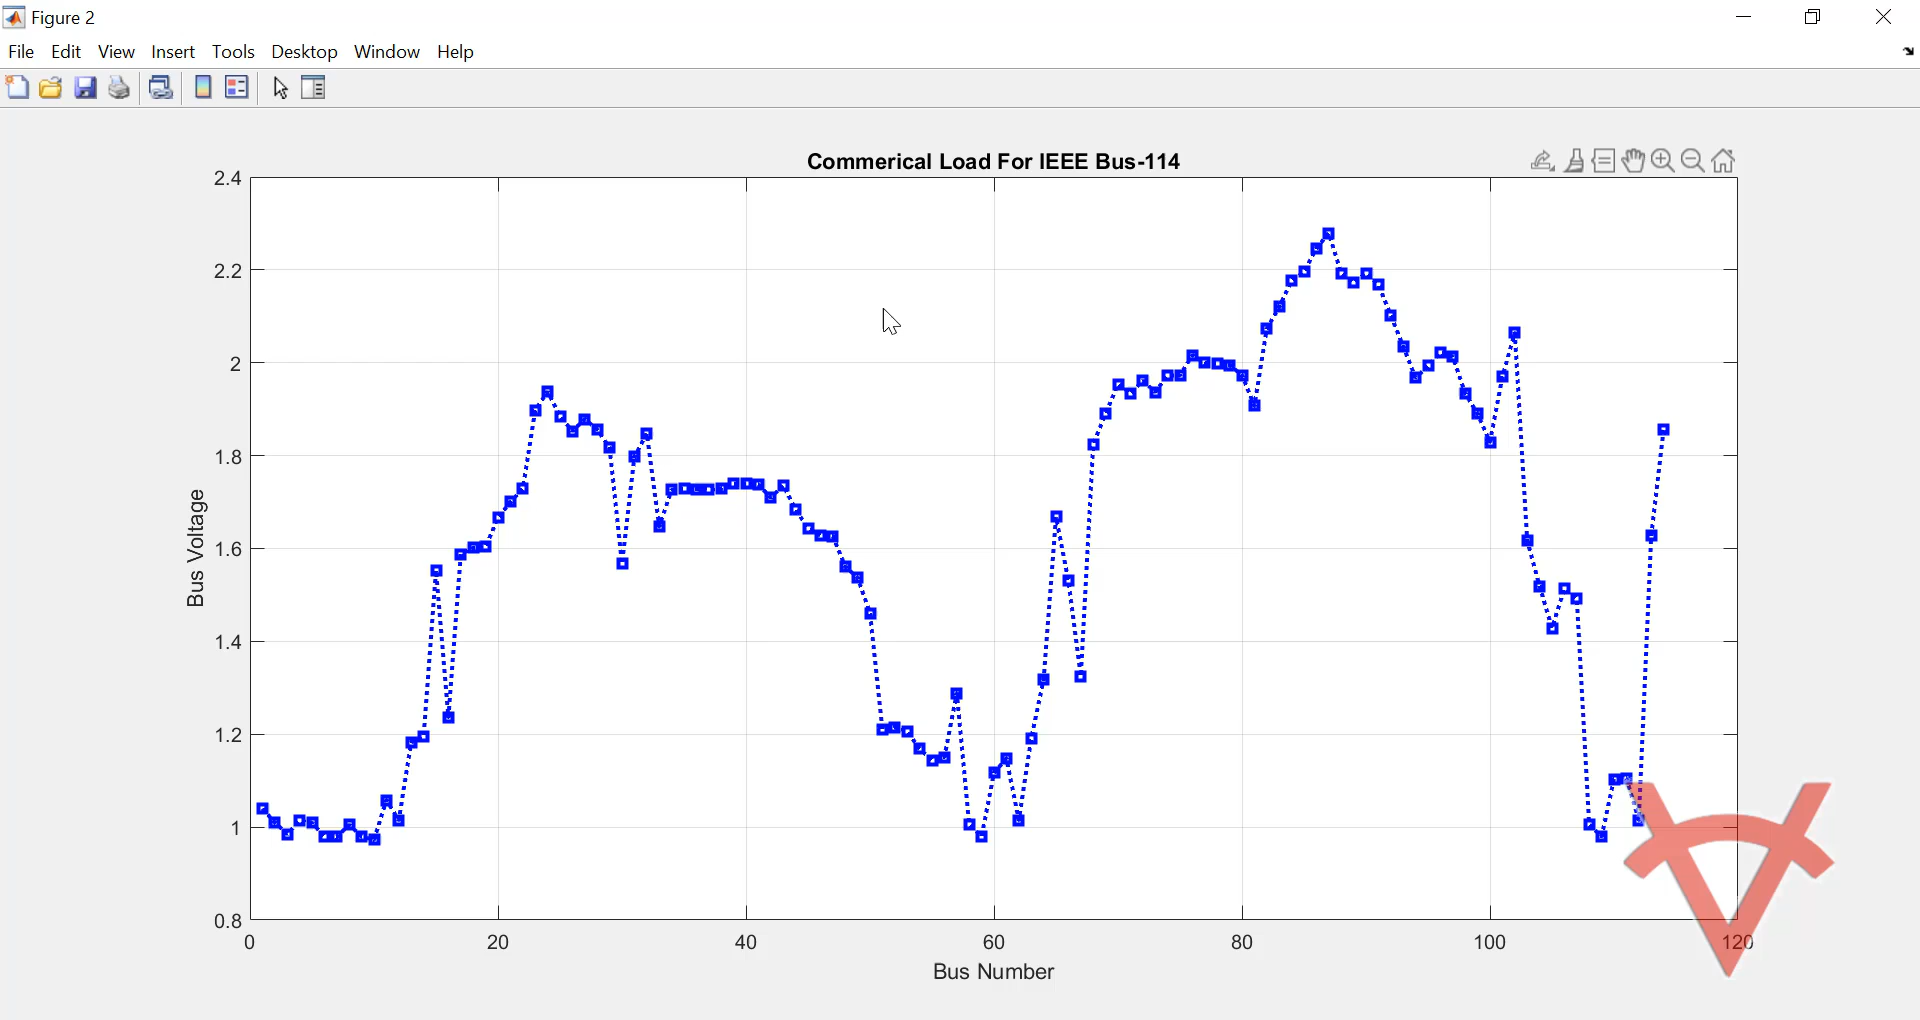 Figure 2
File Edit View Insert Tools Desktop Window Help
Commerical Load For IEEE Bus-114
2.4
2.2
2
1.8
1.6
1.4
1.2
1
0.8
Bus Voltage
0 20 40 60 80 100 120
Bus Number